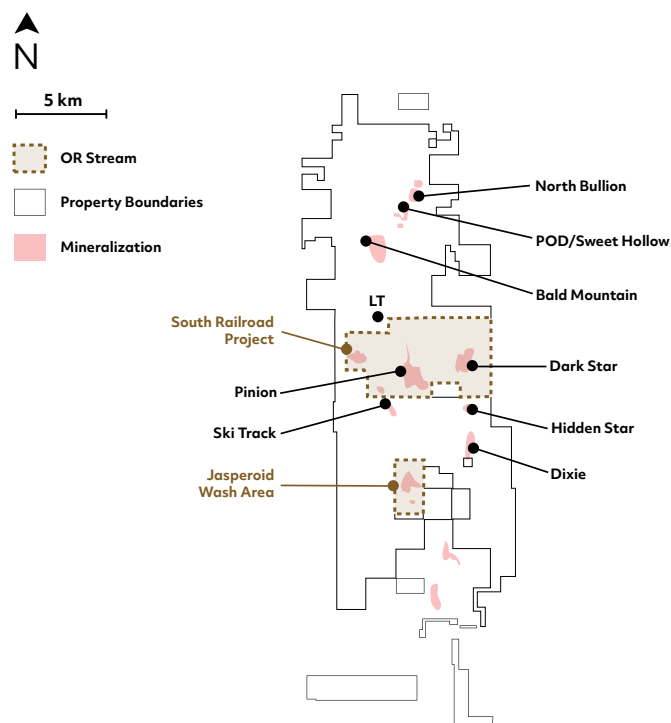 N
5 km
OR Stream
Property Boundaries
Mineralization
North Bullion
POD/Sweet Hollow
Bald Mountain
LT
South Railroad
Project
Dark Star
Pinion
Ski Track
Hidden Star
Dixie
Jasperoid
Wash Area